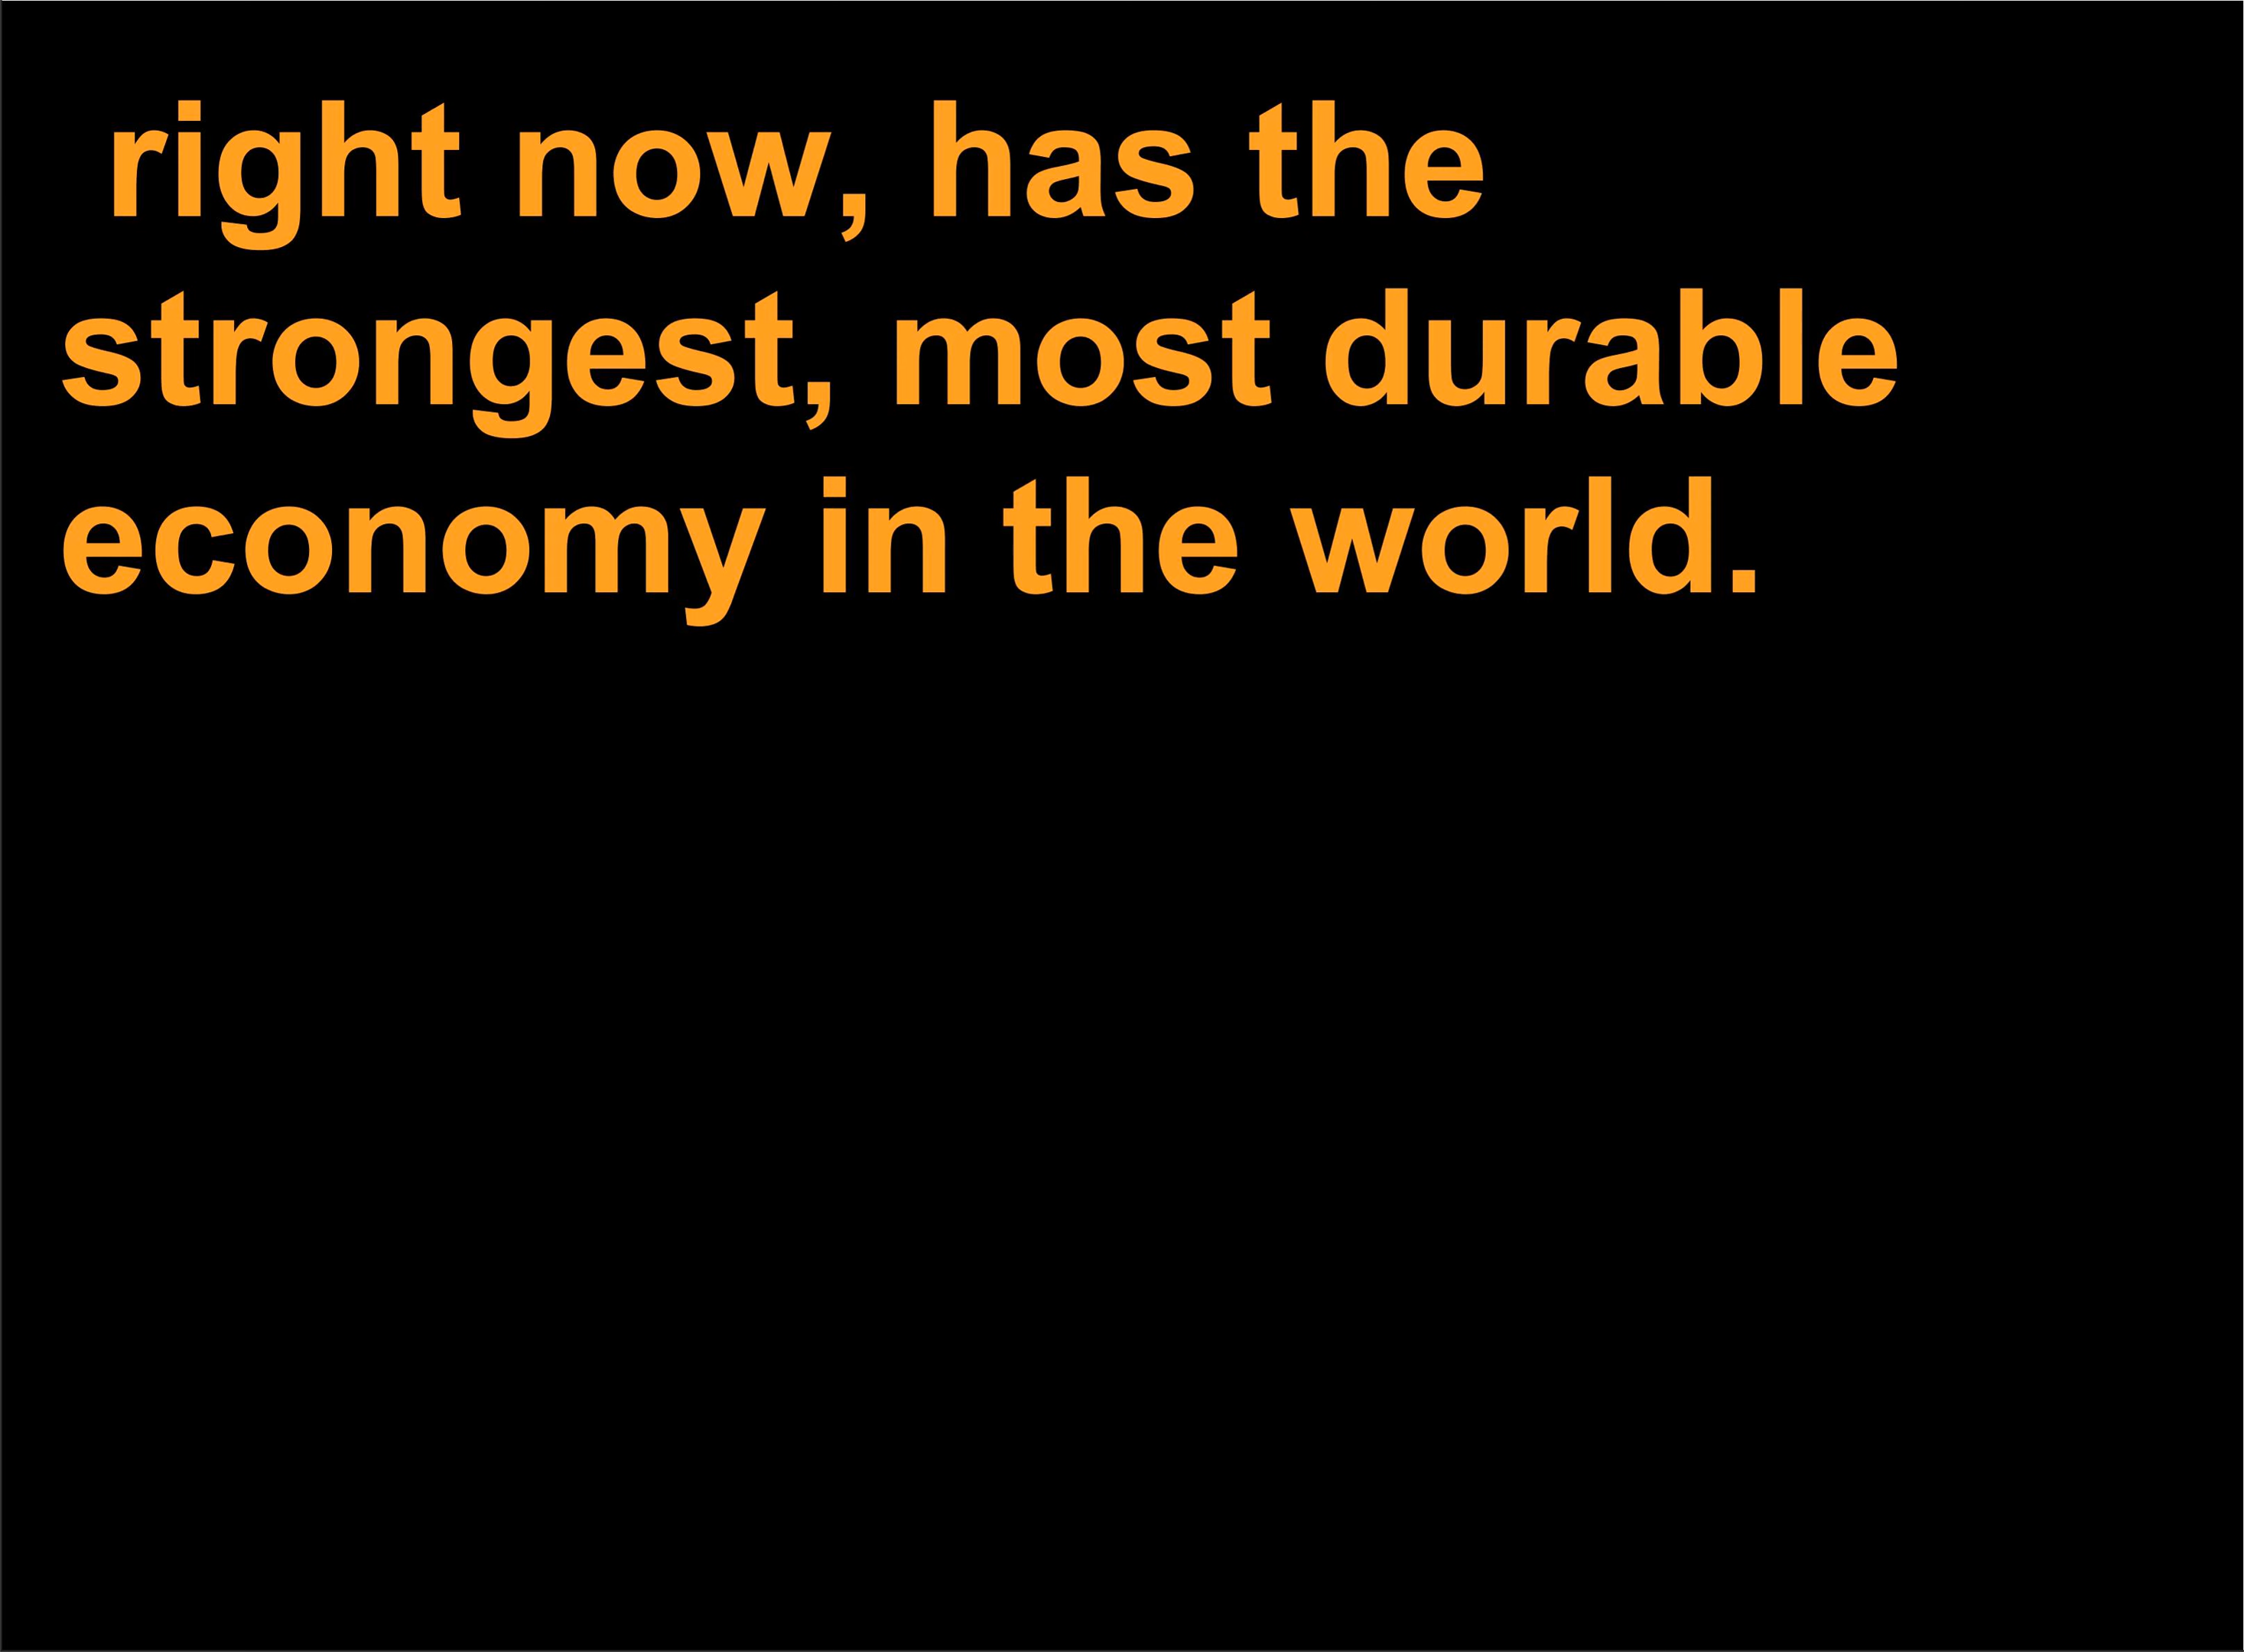 right now, has the
strongest, most durable
economy in the world.